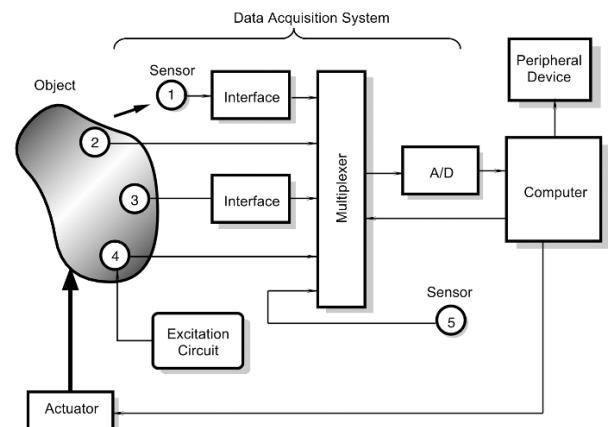 Data Acquisition System
Object
Sensor
1
Interface
2
3
Interface
4
Multiplexer
A/D
Computer
Peripheral
Device
Sensor
5
Excitation
Circuit
Actuator